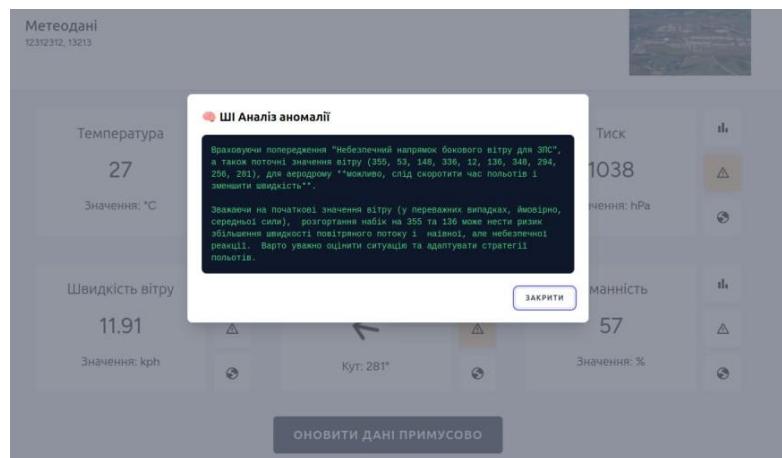 Метеодані
12312312, 13213
🧠 ШІ Аналіз аномалії
Враховуючи попередження "Небезпечний напрямок бокового вітру для ЗПС",
а також поточні значення вітру (355, 53, 148, 336, 12, 136, 348, 294,
256, 281), для аеродрому **можливо, слід скоротити час польотів і
зменшити швидкість**.
Зважаючи на початкові значення вітру (у переважних випадках, ймовірно,
середньої сили), розгортання набік на 355 та 136 може нести ризик
збільшення швидкості повітряного потоку і наівної, але небезпечної
реакції. Варто уважно оцінити ситуацію та адаптувати стратегії
польотів.
ЗАКРИТИ
Температура
27
Значення: °C
Тиск
1038
чення: hPa
Швидкість вітру
11.91
Значення: kph
Кут: 281°
манність
57
Значення: %
ОНОВИТИ ДАНІ ПРИМУСОВО